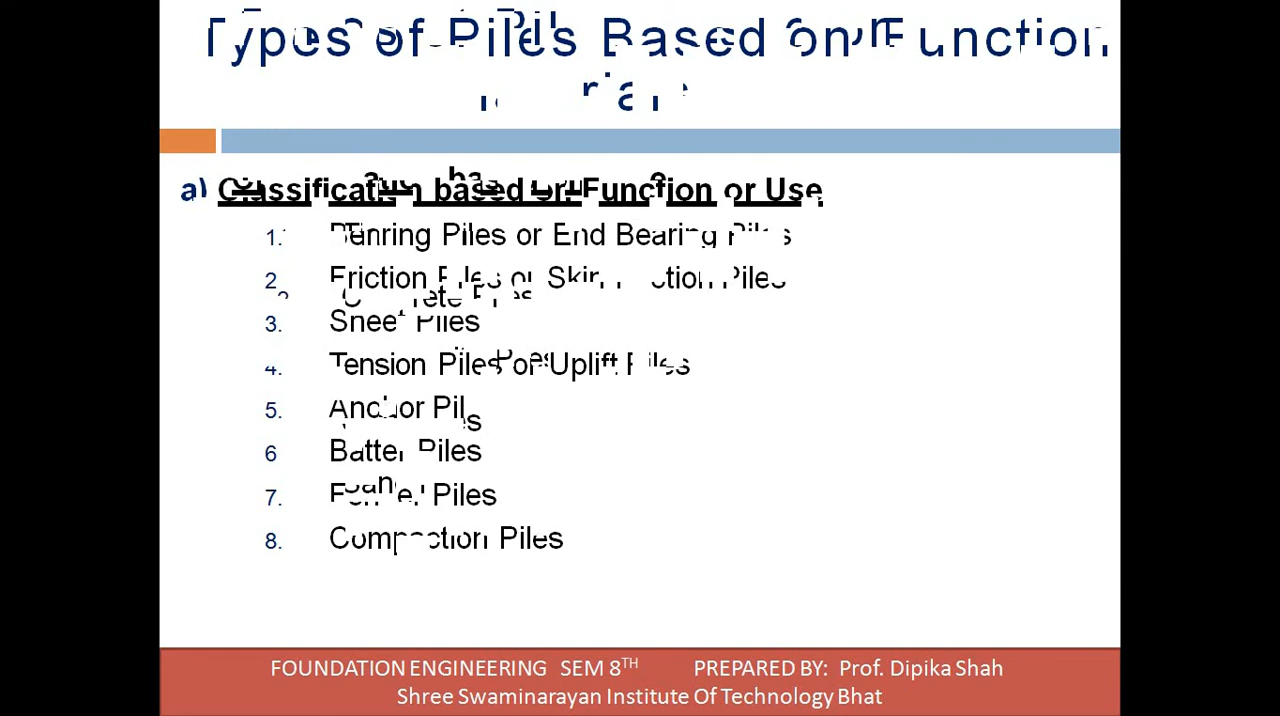 Types of Piles Based on Function
a) Classification based on Function or Use
1. Bearing Piles or End Bearing Piles
2. Friction Piles or Skin Friction Piles
Concrete Piles
3. Sheet Piles
4. Tension Piles or Uplift Piles
5. Anchor Pil
6 Batter Piles
7. Piles
8. Compaction Piles
FOUNDATION ENGINEERING SEM 8TH PREPARED BY: Prof. Dipika Shah
Shree Swaminarayan Institute Of Technology Bhat